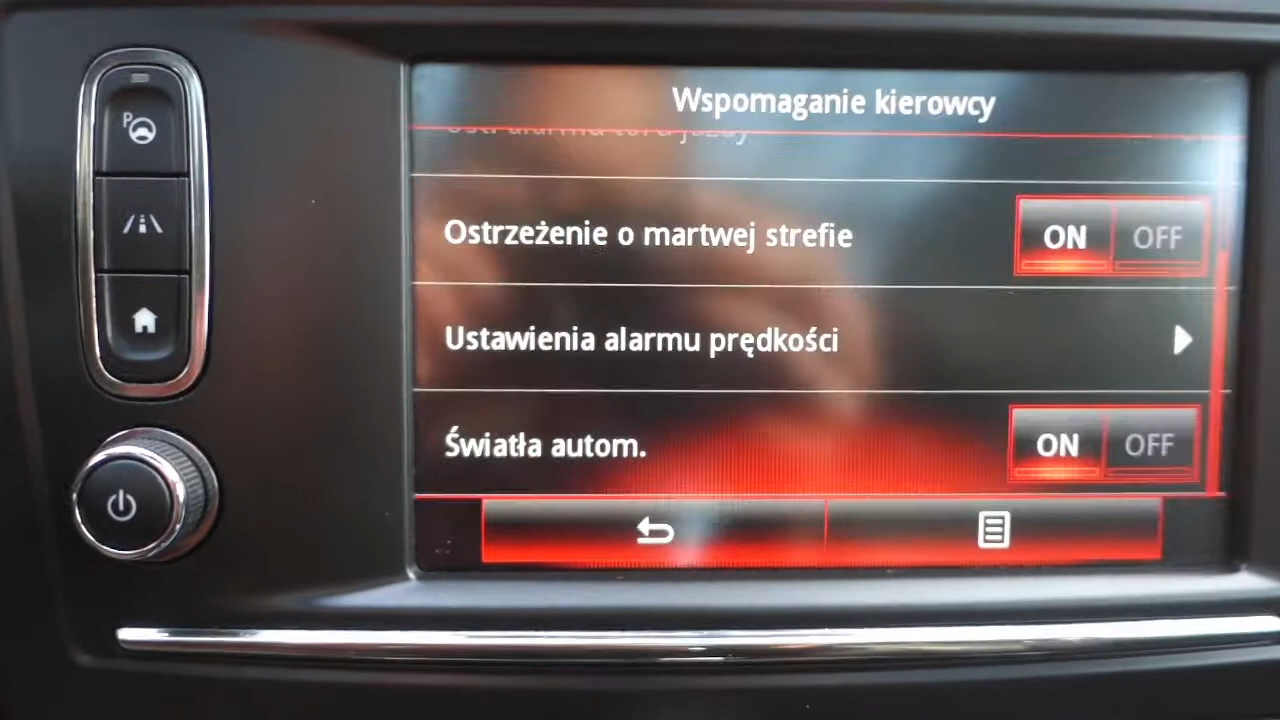 P
Wspomaganie kierowcy
Ostrzeżenie o martwej strefie
ON OFF
Ustawienia alarmu prędkości
Światła autom.
ON OFF